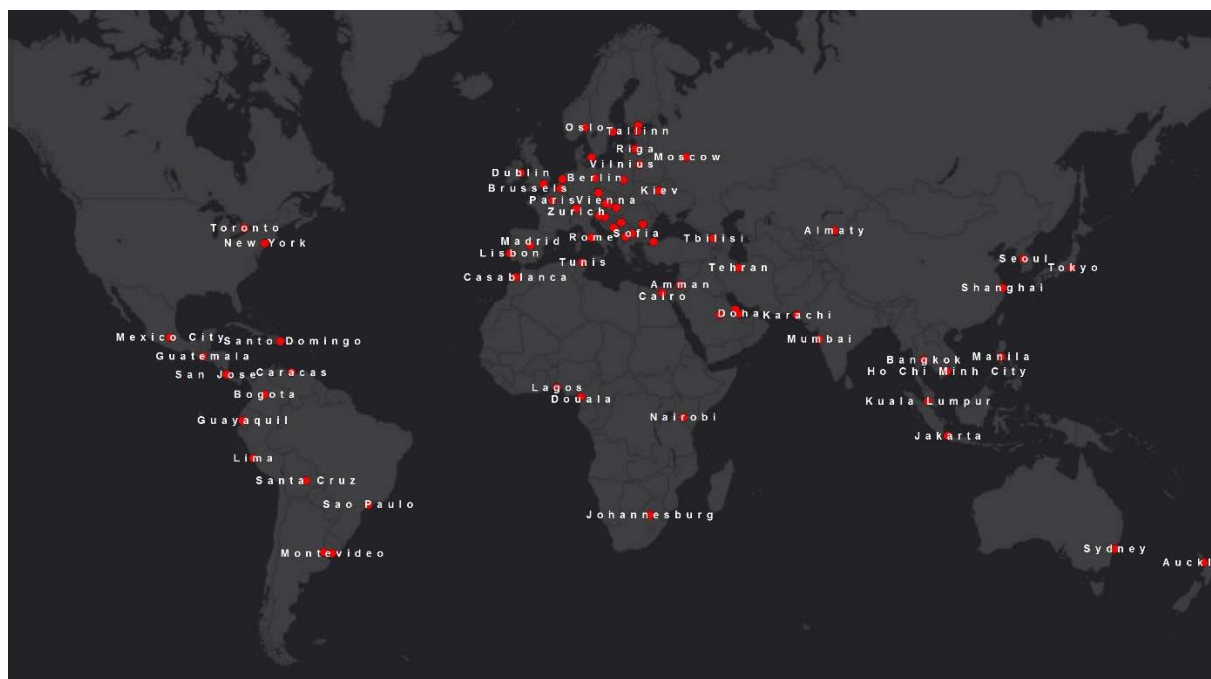 Oslo
Tallinn
Riga
Moscow
Vilnius
Dublin
Berlin
Brussels
Kiev
Paris
Vienna
Zurich
Toronto
Almaty
Sofia
Rome
Tbilisi
New York
Madrid
Lisbon
Seoul
Tunis
Tehran
Tokyo
Casablanca
Amman
Shanghai
Cairo
Doha
Karachi
Mexico City
Mumbai
Santo Domingo
Guatemala
Manila
Bangkok
Caracas
Ho Chi Minh City
San Jose
Lagos
Bogota
Douala
Kuala Lumpur
Nairobi
Guayaquil
Jakarta
Lima
Santa Cruz
Sao Paulo
Johannesburg
Sydney
Montevideo
Auckl